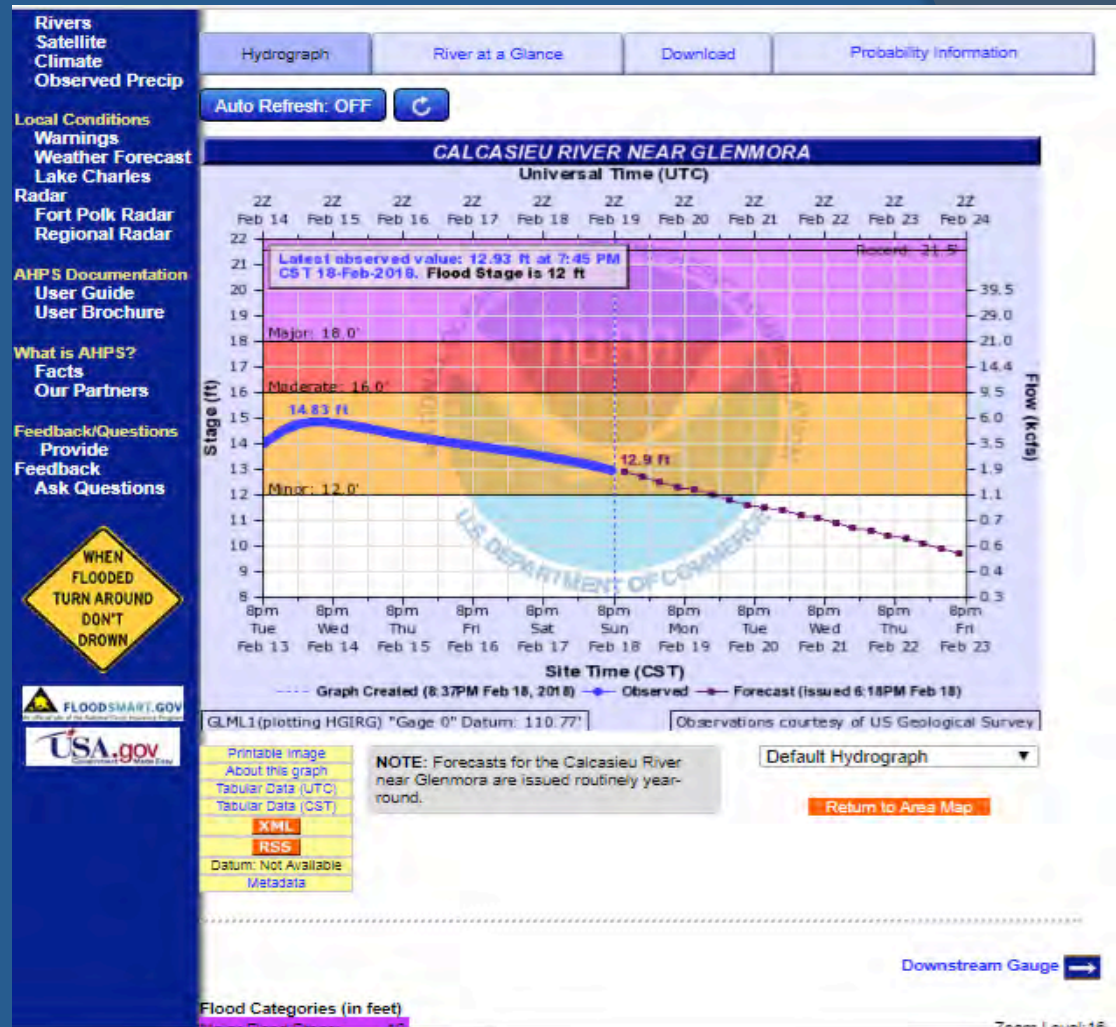 Rivers
Satellite
Climate
Observed Precip
Local Conditions
Warnings
Weather Forecast
Lake Charles
Radar
Fort Polk Radar
Regional Radar
AHPS Documentation
User Guide
User Brochure
What is AHPS?
Facts
Our Partners
Feedback/Questions
Provide
Feedback
Ask Questions
WHEN
FLOODED
TURN AROUND
DON'T
DROWN
FLOODSMART.GOV
USA.gov
Government Made Easy
Hydrograph River at a Glance Download Probability Information
Auto Refresh: OFF
CALCASIEU RIVER NEAR GLENMORA
Universal Time (UTC)
2Z 2Z 2Z 2Z 2Z 2Z 2Z 2Z 2Z 2Z 2Z
Feb 14 Feb 15 Feb 16 Feb 17 Feb 18 Feb 19 Feb 20 Feb 21 Feb 22 Feb 23 Feb 24
Latest observed value: 12.93 ft at 7:45 PM
CST 18-Feb-2018. Flood Stage is 12 ft
Record: 21.5'
Major: 18.0'
Moderate: 16.0'
14.83 ft
12.9 ft
Minor: 12.0'
U.S. DEPARTMENT OF COMMERCE
Stage (ft)
22
21
20
19
18
17
16
15
14
13
12
11
10
9
8
39.5
29.0
21.0
14.4
9.5
6.0
3.5
1.9
1.1
0.7
0.6
0.4
0.3
Flow (kcfs)
8pm 8pm 8pm 8pm 8pm 8pm 8pm 8pm 8pm 8pm 8pm
Tue Wed Thu Fri Sat Sun Mon Tue Wed Thu Fri
Feb 13 Feb 14 Feb 15 Feb 16 Feb 17 Feb 18 Feb 19 Feb 20 Feb 21 Feb 22 Feb 23
Site Time (CST)
Graph Created (8:37PM Feb 18, 2018) Observed Forecast (issued 6:18PM Feb 18)
GLML1(plotting HGIRG) "Gage 0" Datum: 110.77' Observations courtesy of US Geological Survey
Printable Image
About this graph
Tabular Data (UTC)
Tabular Data (CST)
XML
RSS
Datum: Not Available
Metadata
NOTE: Forecasts for the Calcasieu River
near Glenmora are issued routinely year-
round.
Default Hydrograph
Return to Area Map
Downstream Gauge
Flood Categories (in feet)
Zoom Level:16